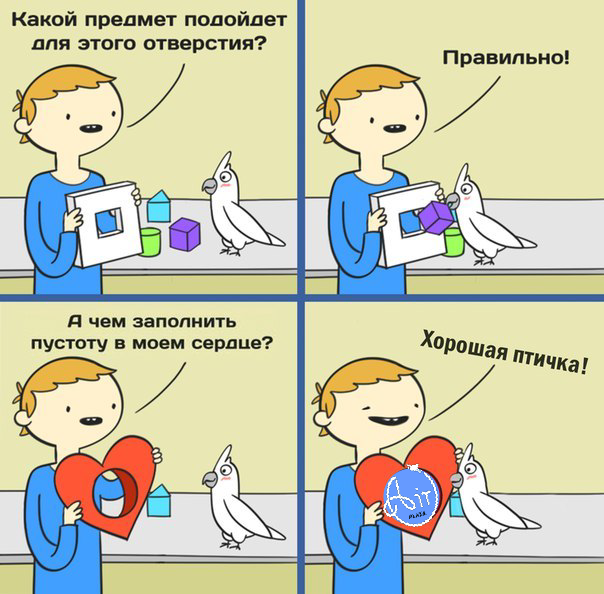 Какой предмет подойдет
для этого отверстия?
Правильно!
А чем заполнить
пустоту в моем сердце?
Хорошая птичка!